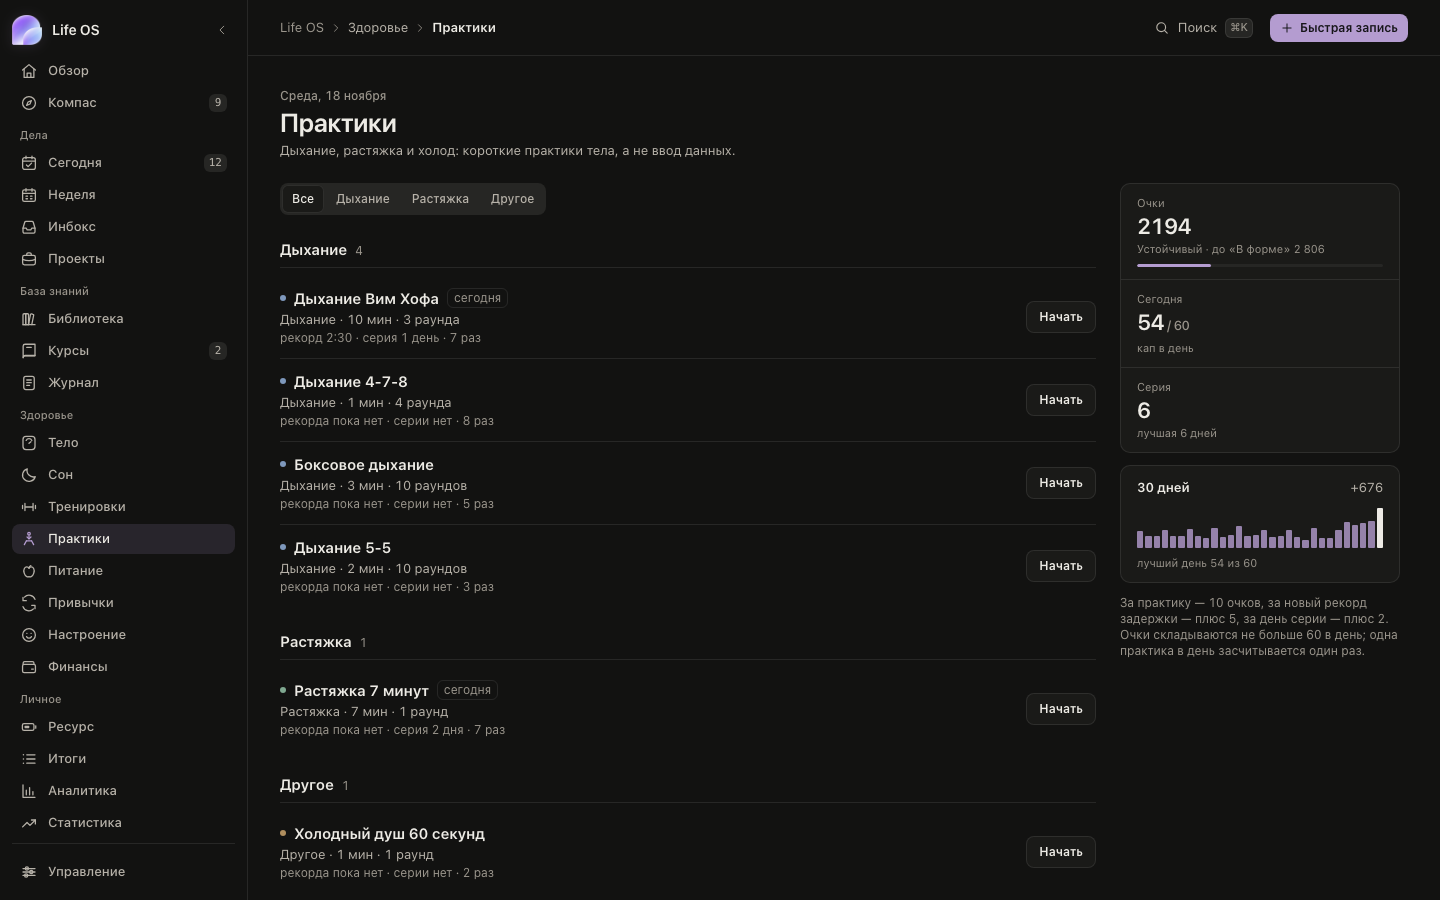 Life OS
Обзор
Компас 9
Дела
Сегодня 12
Неделя
Инбокс
Проекты
База знаний
Библиотека
Курсы 2
Журнал
Здоровье
Тело
Сон
Тренировки
Практики
Питание
Привычки
Настроение
Финансы
Личное
Ресурс
Итоги
Аналитика
Статистика
Управление
Life OS > Здоровье > Практики
Поиск ⌘K
+ Быстрая запись
Среда, 18 ноября
Практики
Дыхание, растяжка и холод: короткие практики тела, а не ввод данных.
Все Дыхание Растяжка Другое
Дыхание 4
Дыхание Вим Хофа сегодня
Дыхание · 10 мин · 3 раунда
рекорд 2:30 · серия 1 день · 7 раз
Начать
Дыхание 4-7-8
Дыхание · 1 мин · 4 раунда
рекорда пока нет · серии нет · 8 раз
Начать
Боксовое дыхание
Дыхание · 3 мин · 10 раундов
рекорда пока нет · серии нет · 5 раз
Начать
Дыхание 5-5
Дыхание · 2 мин · 10 раундов
рекорда пока нет · серии нет · 3 раз
Начать
Растяжка 1
Растяжка 7 минут сегодня
Растяжка · 7 мин · 1 раунд
рекорда пока нет · серия 2 дня · 7 раз
Начать
Другое 1
Холодный душ 60 секунд
Другое · 1 мин · 1 раунд
рекорда пока нет · серии нет · 2 раз
Начать
Очки
2194
Устойчивый · до «В форме» 2 806
Сегодня
54 / 60
кап в день
Серия
6
лучшая 6 дней
30 дней +676
лучший день 54 из 60
За практику — 10 очков, за новый рекорд
задержки — плюс 5, за день серии — плюс 2.
Очки складываются не больше 60 в день; одна
практика в день засчитывается один раз.